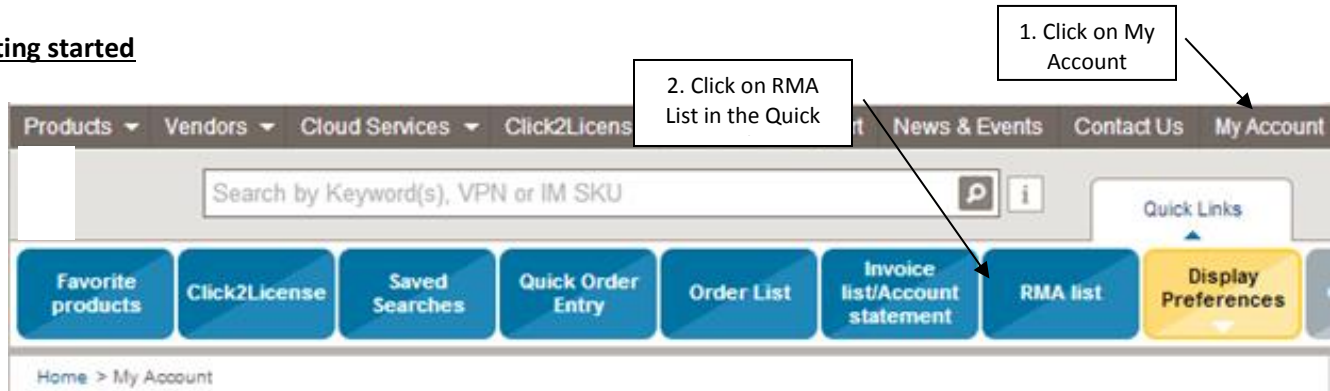 ting started
1. Click on My
Account
2. Click on RMA
List in the Quick
Products Vendors Cloud Services Click2Licens rt News & Events Contact Us My Account
Search by Keyword(s), VPN or IM SKU i
Quick Links
Favorite
products
Click2License
Saved
Searches
Quick Order
Entry
Order List
Invoice
list/Account
statement
RMA list
Display
Preferences
Home > My Account